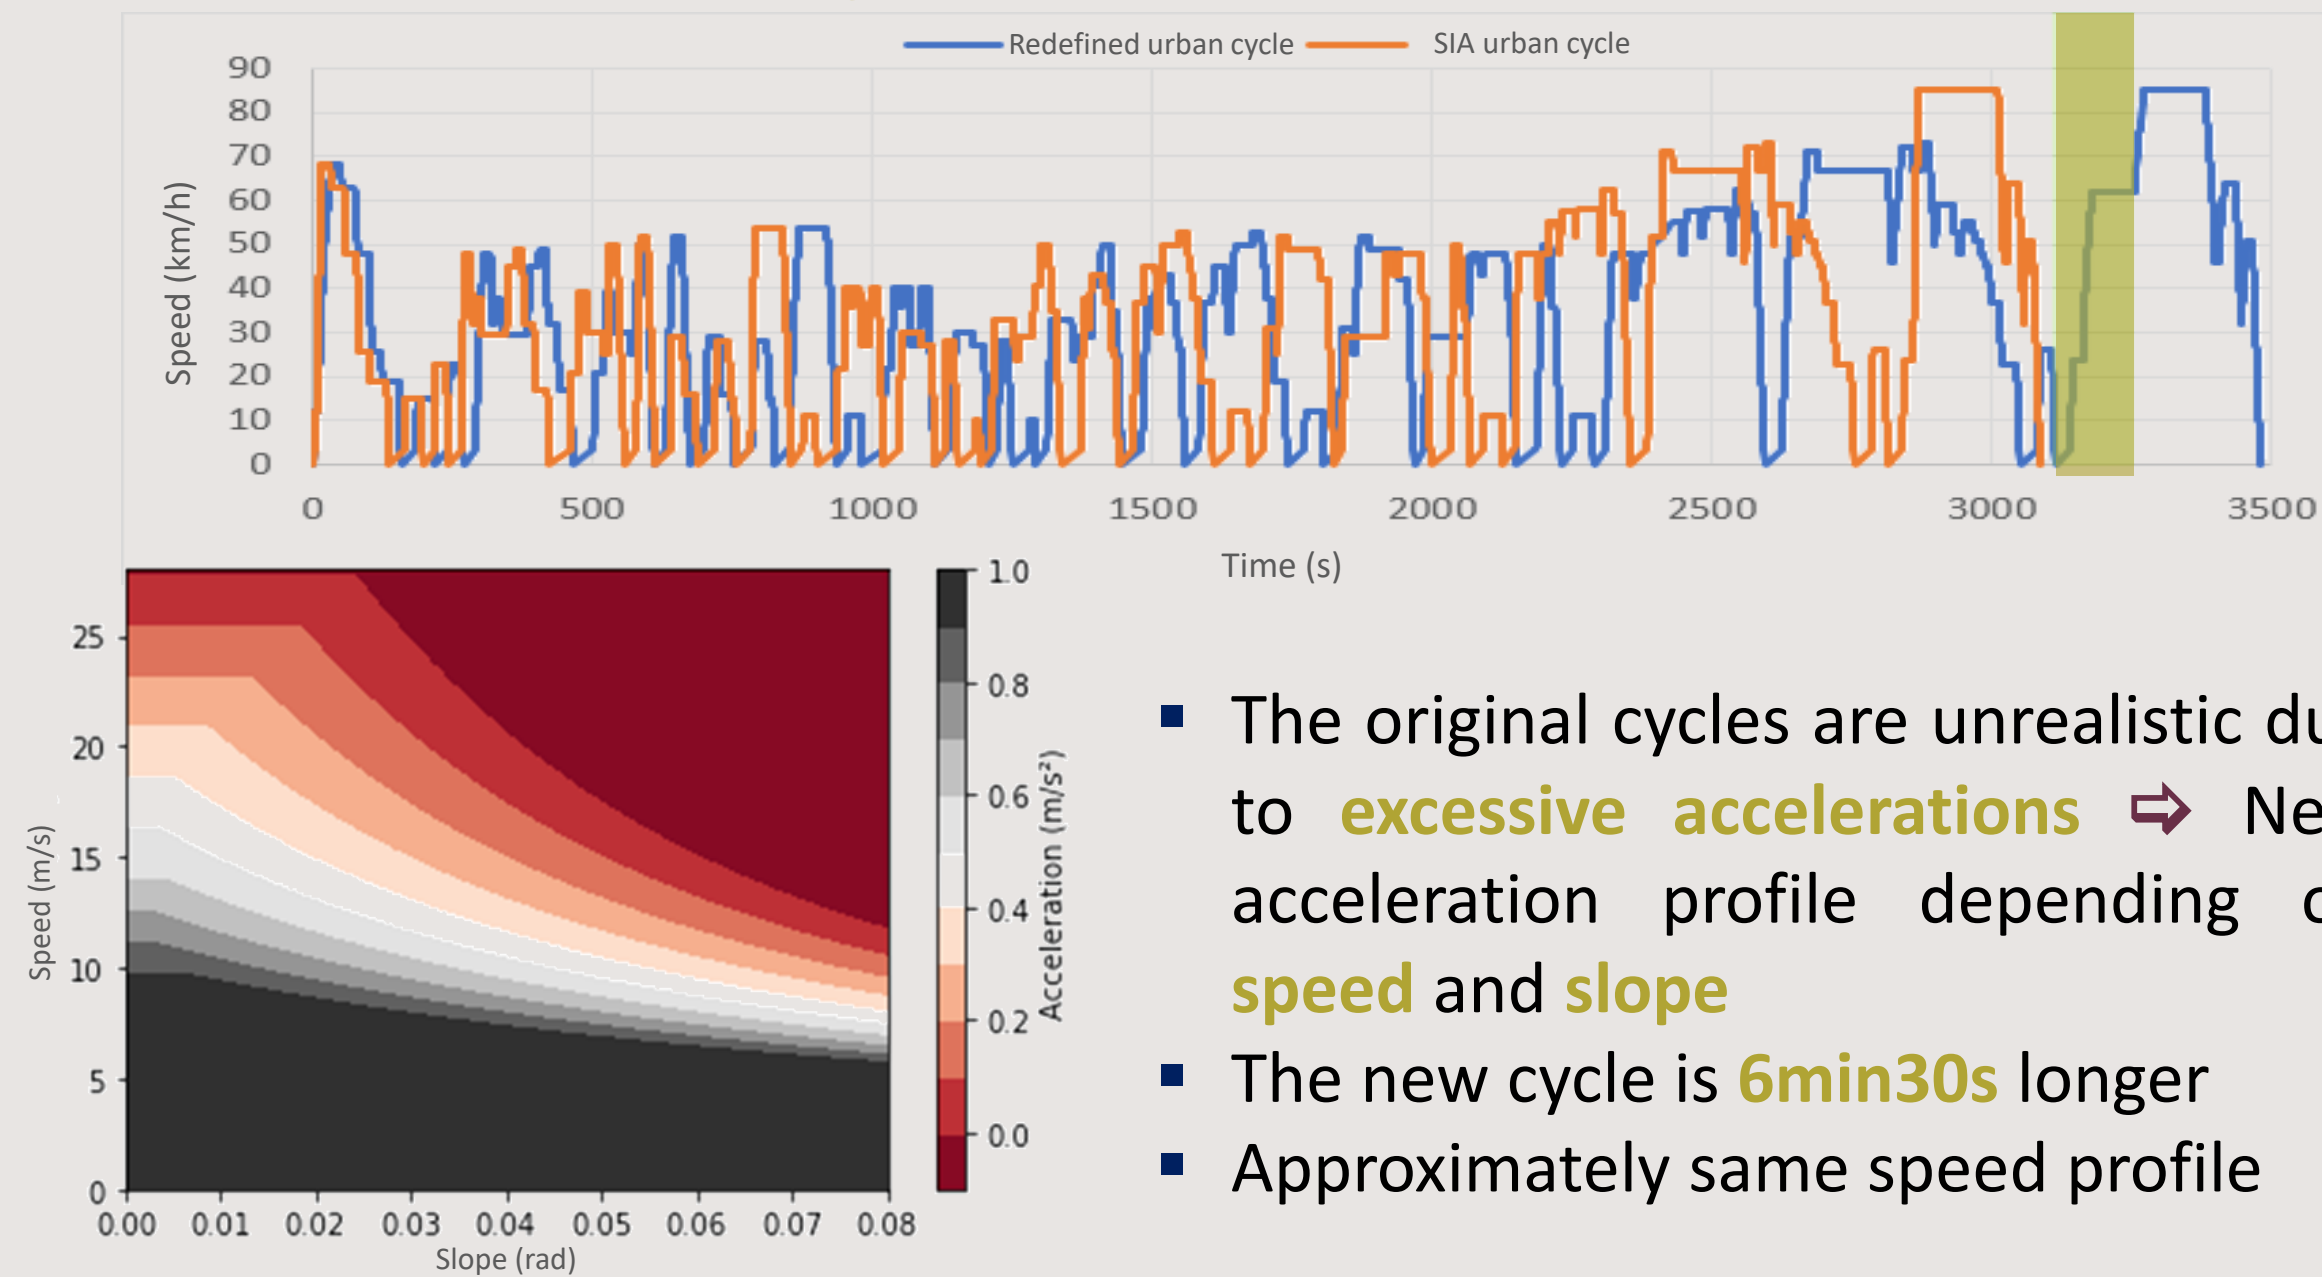 Redefined urban cycle SIA urban cycle
90
80
70
60
50
40
30
20
10
0
Speed (km/h)
0 500 1000 1500 2000 2500 3000 3500
Time (s)
25
20
15
10
5
0
Speed (m/s)
0.00 0.01 0.02 0.03 0.04 0.05 0.06 0.07 0.08
Slope (rad)
1.0
0.8
0.6
0.4
0.2
0.0
Acceleration (m/s²)
▪ The original cycles are unrealistic
to excessive accelerations ⇨
acceleration profile depending
speed and slope
▪ The new cycle is 6min30s longer
▪ Approximately same speed profile